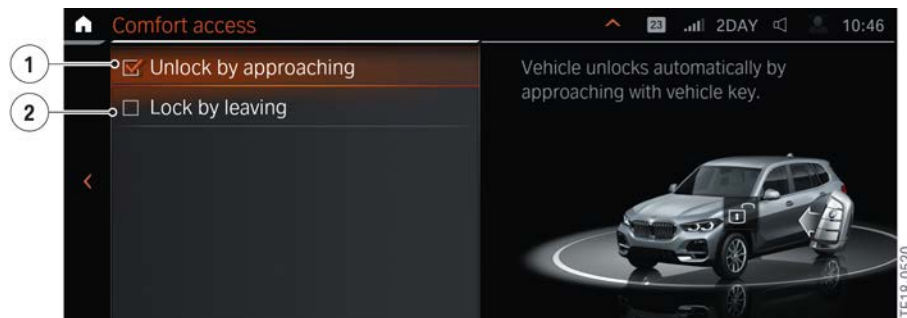 Comfort access
23 2DAY 10:46
1
Unlock by approaching
2
Lock by leaving
Vehicle unlocks automatically by
approaching with vehicle key.
TF18-0520